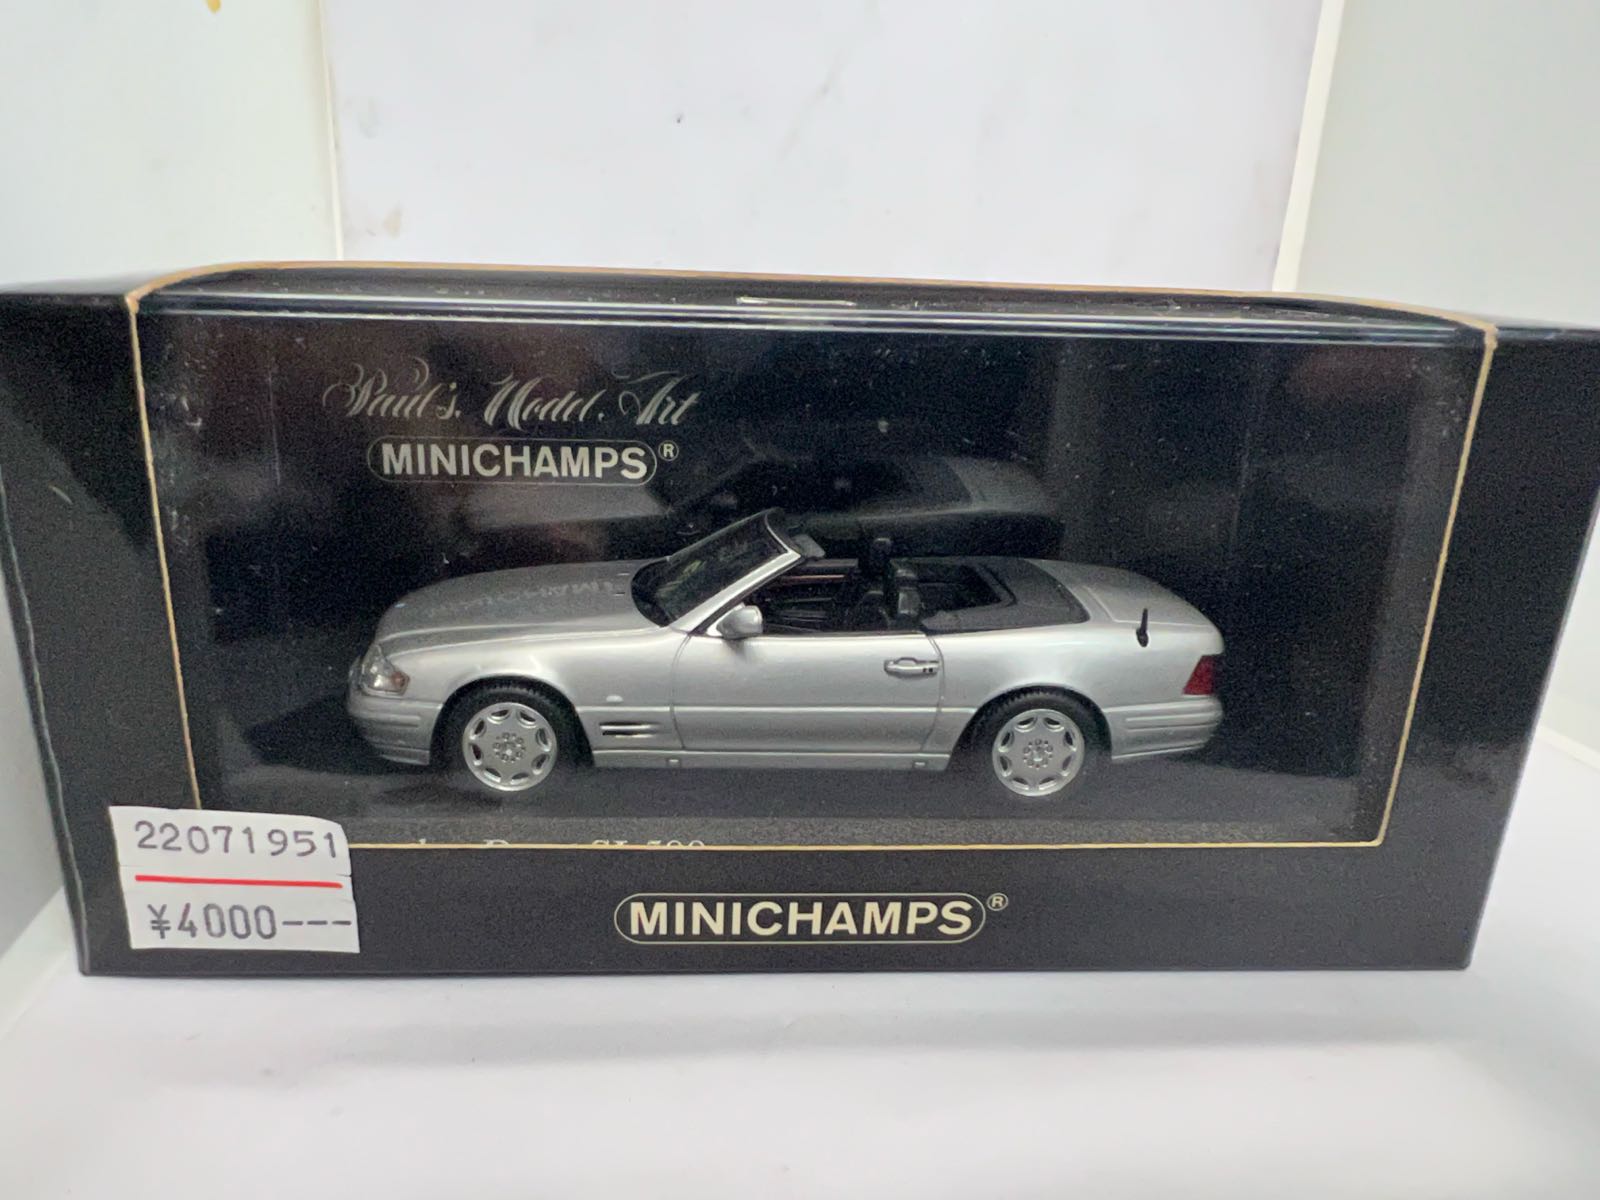 Paul's Model Art
MINICHAMPS®
22071951
¥4000---
MINICHAMPS®